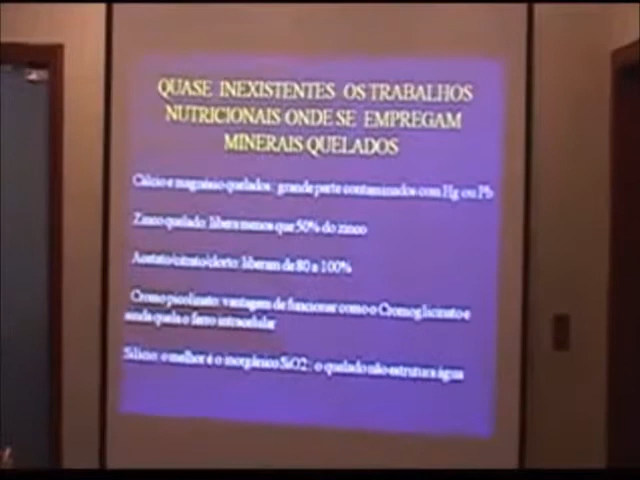 QUASE INEXISTENTES OS TRABALHOS
NUTRICIONAIS ONDE SE EMPREGAM
MINERAIS QUELADOS
Cálcio e magnésio quelados: grande parte contaminados com Hg ou Pb
Zinco quelado: libera menos que 50% do zinco
Acetato/citrato/clorto: liberam de 80 a 100%
Cromo picolinato: vantagem de funcionar como o Cromoglicinato e
ainda quela o ferro intracelular
Silício: o melhor é o inorgânico SiO2: o quelado não estrutura água